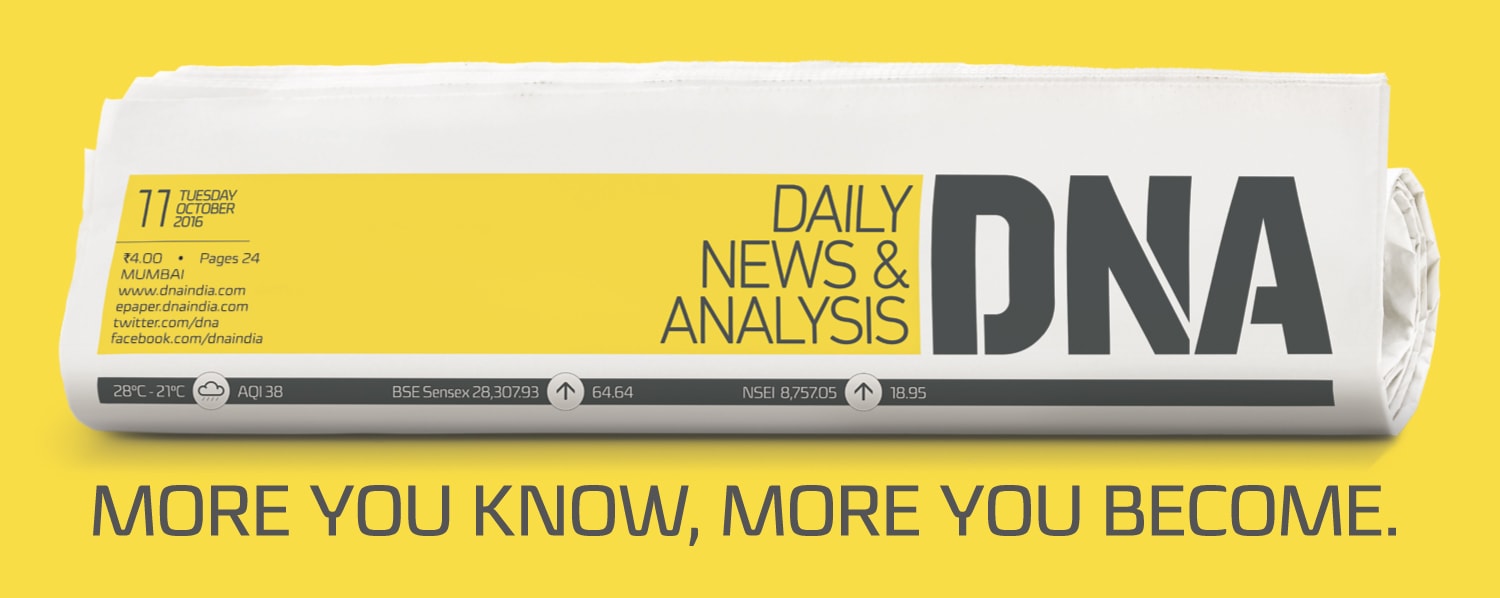 11 TUESDAY
OCTOBER
2016
₹4.00 • Pages 24
MUMBAI
www.dnaindia.com
epaper.dnaindia.com
twitter.com/dna
facebook.com/dnaindia
DAILY
NEWS &
ANALYSIS
DNA
28°C - 21°C AQI 38 BSE Sensex 28,307.93 ↑ 64.64 NSEI 8,757.05 ↑ 18.95
MORE YOU KNOW, MORE YOU BECOME.